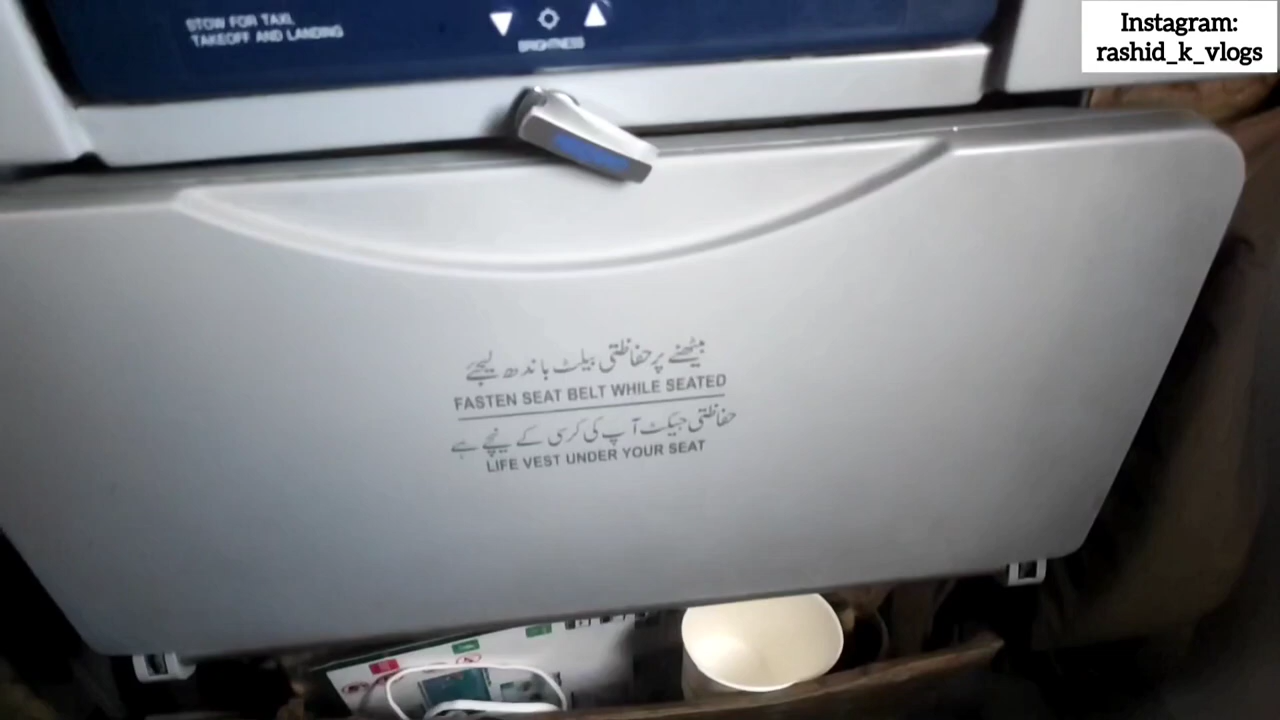 Instagram:
rashid_k_vlogs
STOW FOR TAXI,
TAKEOFF AND LANDING
BRIGHTNESS
بیٹھنے پر حفاظتی بیلٹ باندھ لیجئے
FASTEN SEAT BELT WHILE SEATED
حفاظتی جیکٹ آپ کی کرسی کے نیچے ہے
LIFE VEST UNDER YOUR SEAT